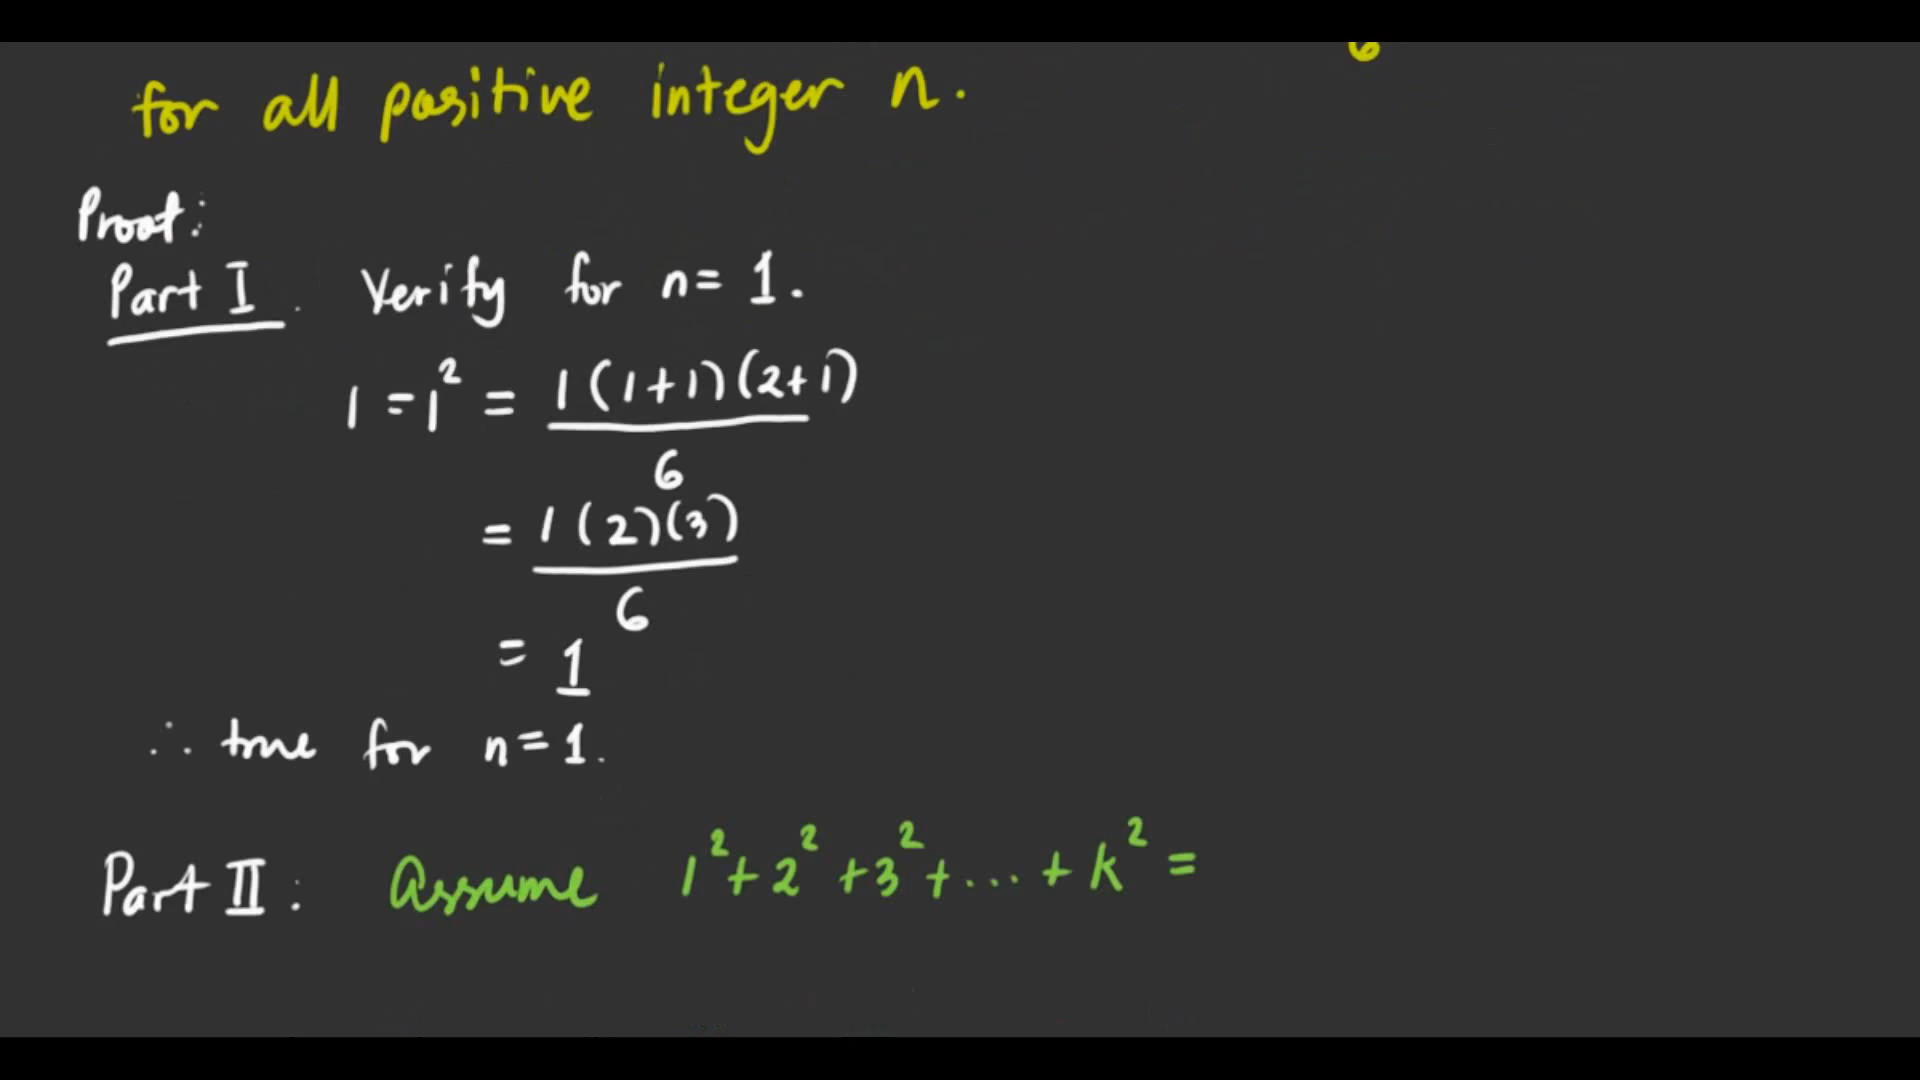 6
for all positive integer n.
Proof:
Part I. Verify for n = 1.
1 = 1² = 1(1+1)(2+1)
6
= 1(2)(3)
6
= 1
∴ true for n = 1.
Part II: Assume 1² + 2² + 3² + ... + k² =